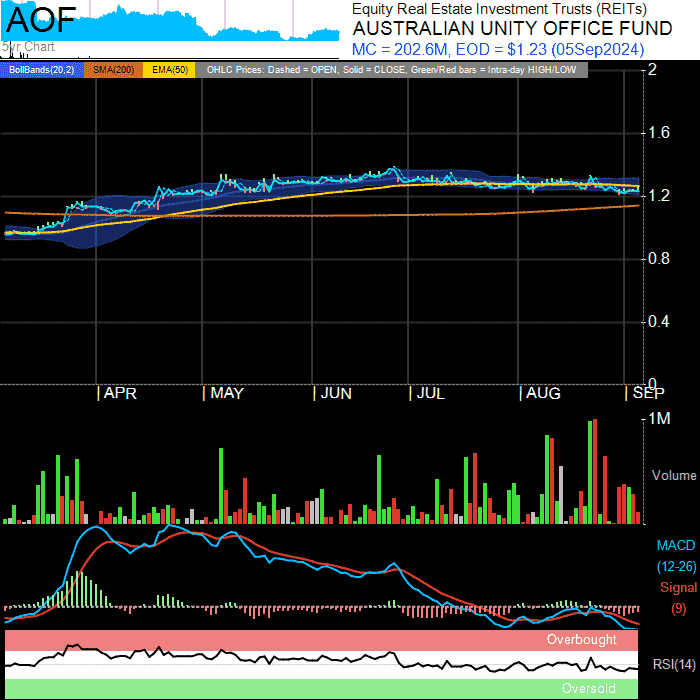 AOF
5yr Chart
Equity Real Estate Investment Trusts (REITs)
AUSTRALIAN UNITY OFFICE FUND
MC = 202.6M, EOD = $1.23 (05Sep2024)
BollBands(20,2) SMA(200) EMA(50) OHLC Prices: Dashed = OPEN, Solid = CLOSE, Green/Red bars = Intra-day HIGH/LOW
2
1.6
1.2
0.8
0.4
0
APR MAY JUN JUL AUG SEP
1M
Volume
MACD
(12-26)
Signal
(9)
Overbought
RSI(14)
Oversold